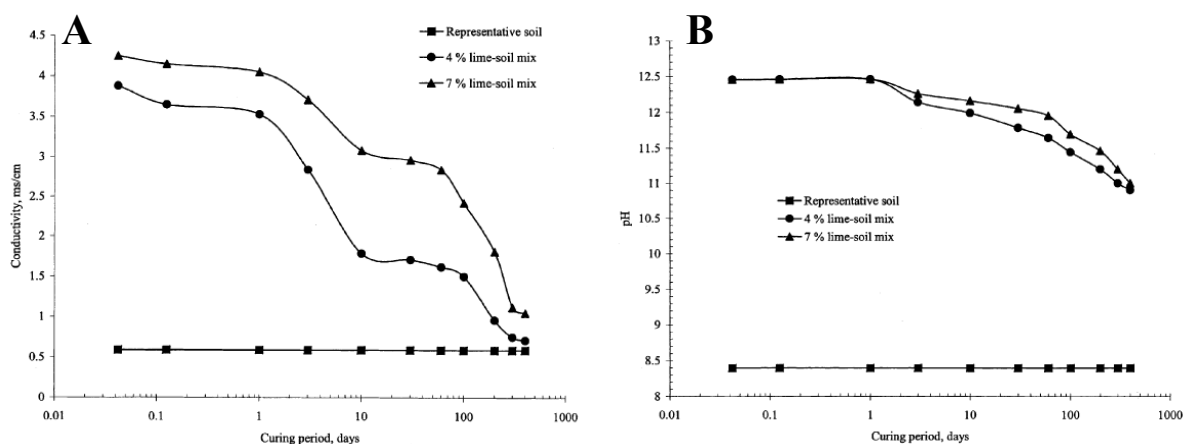 A
Representative soil
4 % lime-soil mix
7 % lime-soil mix
4.5
4
3.5
3
2.5
2
1.5
1
0.5
0
Conductivity, ms/cm
0.01
0.1
1
10
100
1000
Curing period, days
B
13
12.5
12
11.5
11
10.5
10
9.5
9
8.5
8
pH
Representative soil
4 % lime-soil mix
7 % lime-soil mix
0.01
0.1
1
10
100
1000
Curing period, days